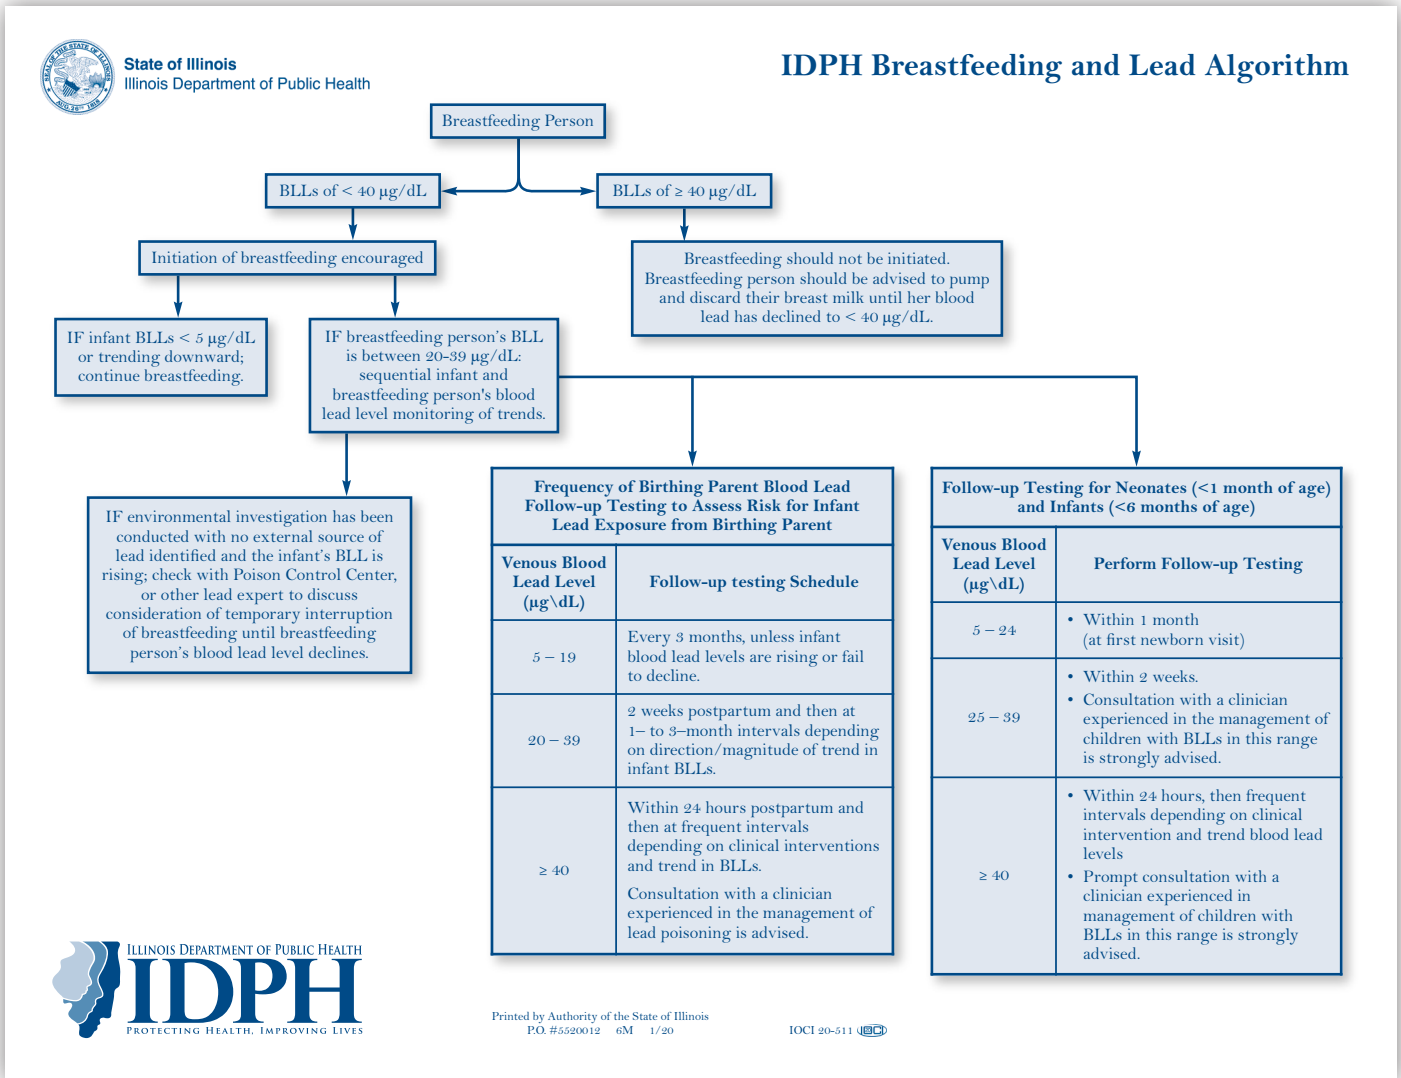 SEAL OF THE STATE OF ILLINOIS
AUG. 26TH 1818
State of Illinois
Illinois Department of Public Health
IDPH Breastfeeding and Lead Algorithm
Breastfeeding Person
BLLs of < 40 µg/dL
BLLs of ≥ 40 µg/dL
Initiation of breastfeeding encouraged
Breastfeeding should not be initiated.
Breastfeeding person should be advised to pump
and discard their breast milk until her blood
lead has declined to < 40 µg/dL.
IF infant BLLs < 5 µg/dL
or trending downward;
continue breastfeeding.
IF breastfeeding person’s BLL
is between 20-39 µg/dL:
sequential infant and
breastfeeding person's blood
lead level monitoring of trends.
IF environmental investigation has been
conducted with no external source of
lead identified and the infant’s BLL is
rising; check with Poison Control Center,
or other lead expert to discuss
consideration of temporary interruption
of breastfeeding until breastfeeding
person’s blood lead level declines.
Frequency of Birthing Parent Blood Lead
Follow-up Testing to Assess Risk for Infant
Lead Exposure from Birthing Parent
Venous Blood
Lead Level
(µg\dL)
Follow-up testing Schedule
5 – 19
Every 3 months, unless infant
blood lead levels are rising or fail
to decline.
20 – 39
2 weeks postpartum and then at
1– to 3–month intervals depending
on direction/magnitude of trend in
infant BLLs.
≥ 40
Within 24 hours postpartum and
then at frequent intervals
depending on clinical interventions
and trend in BLLs.
Consultation with a clinician
experienced in the management of
lead poisoning is advised.
Follow-up Testing for Neonates (<1 month of age)
and Infants (<6 months of age)
Venous Blood
Lead Level
(µg\dL)
Perform Follow-up Testing
5 – 24
• Within 1 month
(at first newborn visit)
25 – 39
• Within 2 weeks.
• Consultation with a clinician
experienced in the management of
children with BLLs in this range
is strongly advised.
≥ 40
• Within 24 hours, then frequent
intervals depending on clinical
intervention and trend blood lead
levels
• Prompt consultation with a
clinician experienced in
management of children with
BLLs in this range is strongly
advised.
ILLINOIS DEPARTMENT OF PUBLIC HEALTH
IDPH
PROTECTING HEALTH, IMPROVING LIVES
Printed by Authority of the State of Illinois
P.O. #5520012 6M 1/20
IOCI 20-511